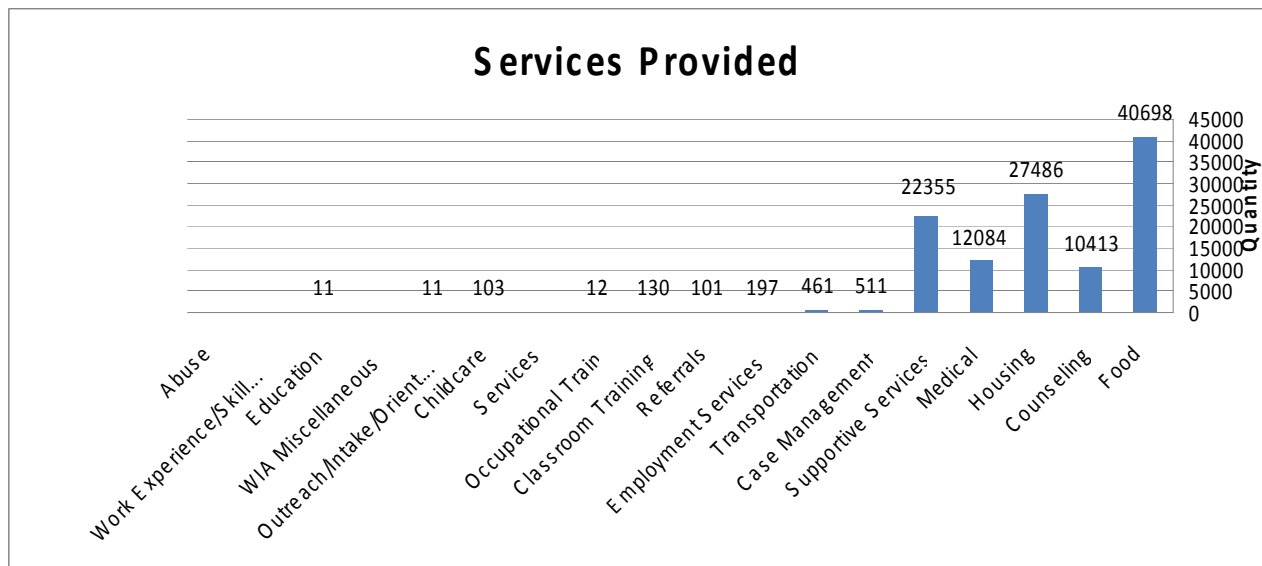 Services Provided
40698
27486
22355
12084
10413
11
11
103
12
130
101
197
461
511
45000
40000
35000
30000
25000
20000
15000
10000
5000
0
Quantity
Abuse
Work Experience/Skill...
Education
WIA Miscellaneous
Outreach/Intake/Orient...
Childcare
Services
Occupational Train
Classroom Training
Referrals
Employment Services
Transportation
Case Management
Supportive Services
Medical
Housing
Counseling
Food